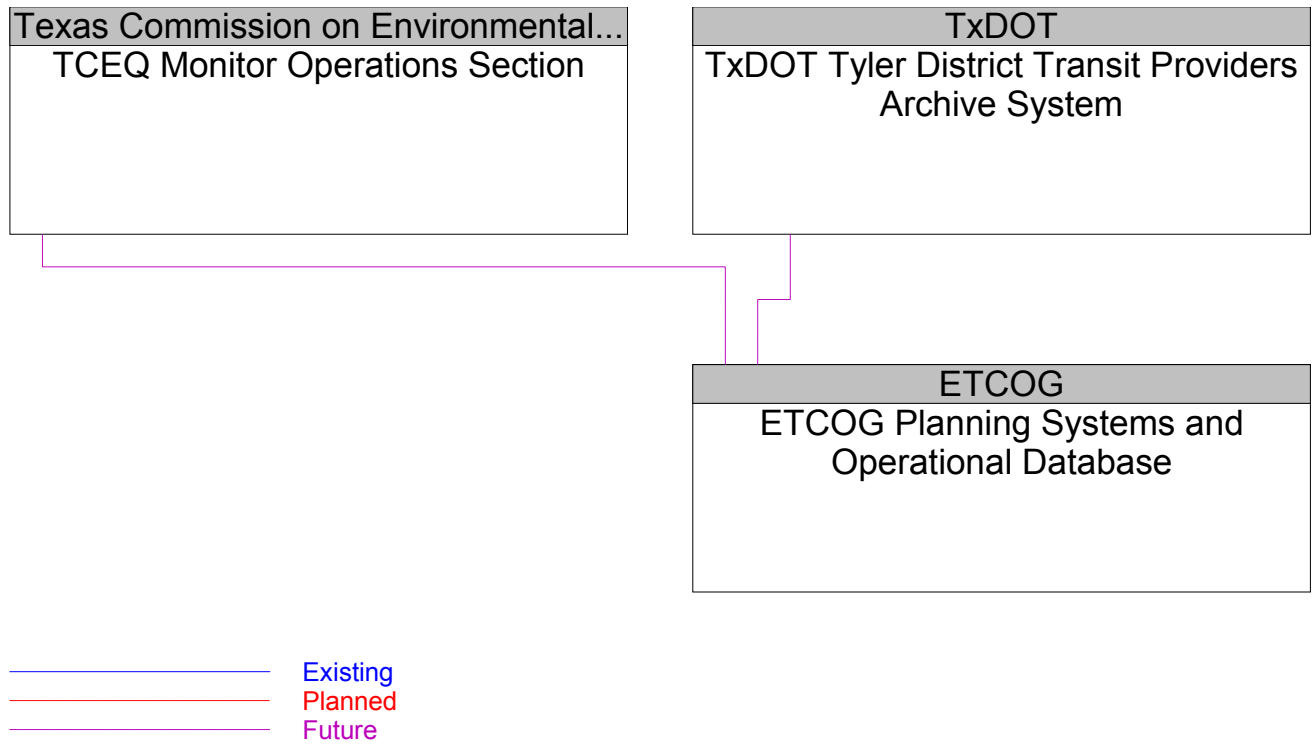 Texas Commission on Environmental...
TCEQ Monitor Operations Section
TxDOT
TxDOT Tyler District Transit Providers
Archive System
ETCOG
ETCOG Planning Systems and
Operational Database
Existing
Planned
Future